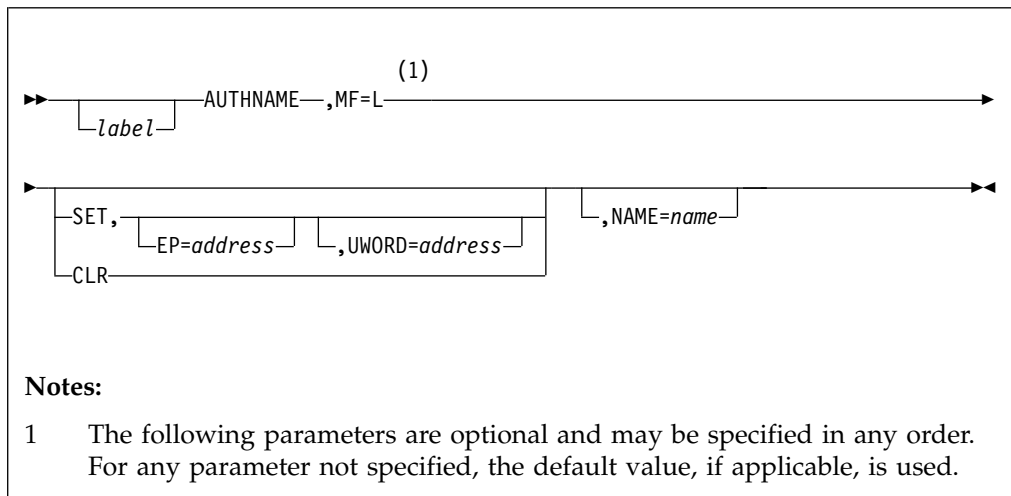 (1)
AUTHNAME ,MF=L
label
SET,
EP=address ,UWORD=address
CLR
,NAME=name
Notes:
1 The following parameters are optional and may be specified in any order.
For any parameter not specified, the default value, if applicable, is used.